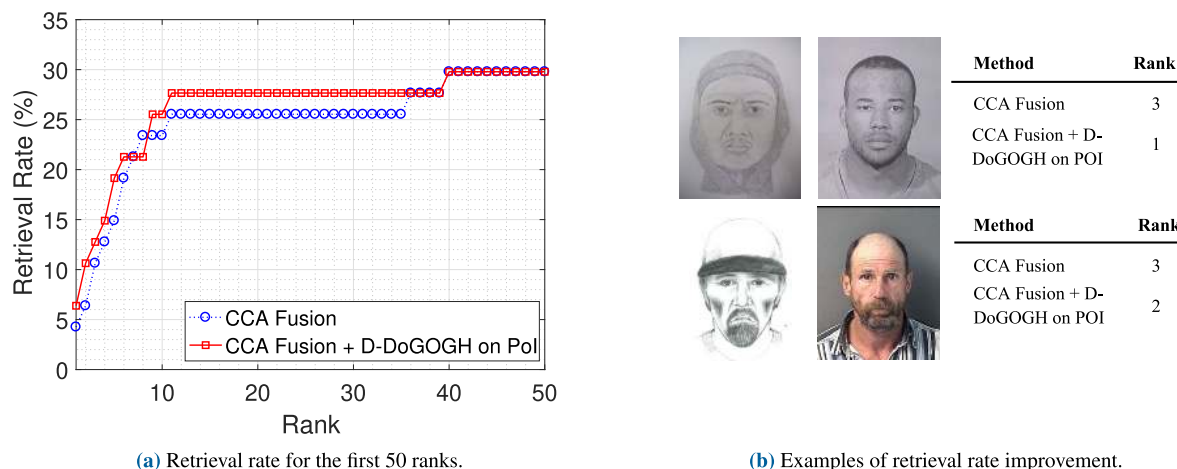 35
30
25
20
15
10
5
0
Retrieval Rate (%)
CCA Fusion
CCA Fusion + D-DoGOGH on PoI
10 20 30 40 50
Rank
(a) Retrieval rate for the first 50 ranks.
Method Rank
CCA Fusion 3
CCA Fusion + D-
DoGOGH on POI 1
Method Rank
CCA Fusion 3
CCA Fusion + D-
DoGOGH on POI 2
(b) Examples of retrieval rate improvement.